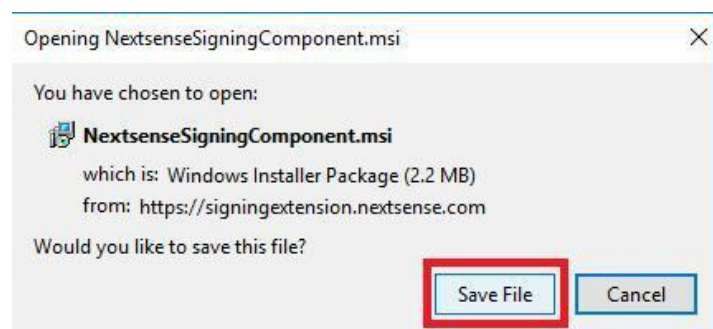 Opening NextsenseSigningComponent.msi
You have chosen to open:
NextsenseSigningComponent.msi
which is: Windows Installer Package (2.2 MB)
from: https://signingextension.nextsense.com
Would you like to save this file?
Save File Cancel